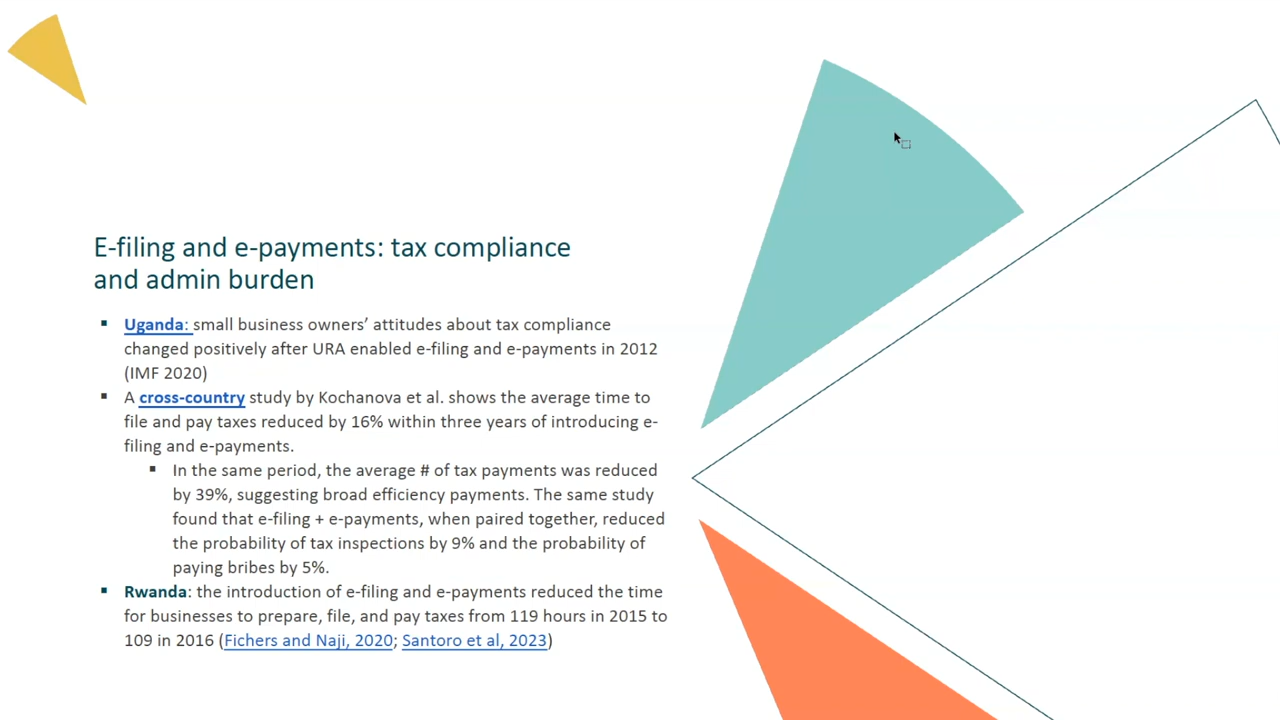 E-filing and e-payments: tax compliance
and admin burden
▪ Uganda: small business owners’ attitudes about tax compliance
changed positively after URA enabled e-filing and e-payments in 2012
(IMF 2020)
▪ A cross-country study by Kochanova et al. shows the average time to
file and pay taxes reduced by 16% within three years of introducing e-
filing and e-payments.
▪ In the same period, the average # of tax payments was reduced
by 39%, suggesting broad efficiency payments. The same study
found that e-filing + e-payments, when paired together, reduced
the probability of tax inspections by 9% and the probability of
paying bribes by 5%.
▪ Rwanda: the introduction of e-filing and e-payments reduced the time
for businesses to prepare, file, and pay taxes from 119 hours in 2015 to
109 in 2016 (Fichers and Naji, 2020; Santoro et al, 2023)